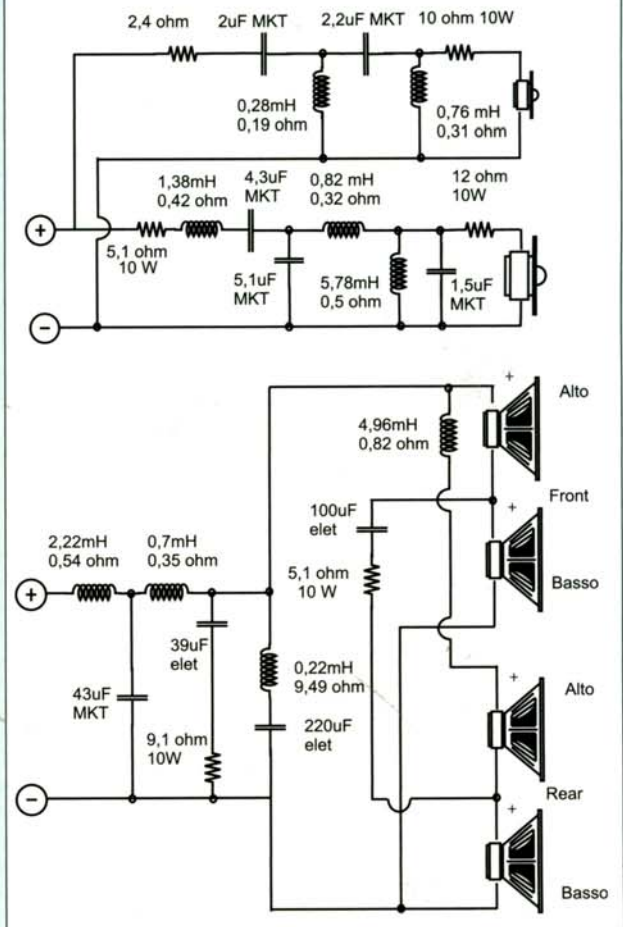 2,4 ohm
2uF MKT
2,2uF MKT
10 ohm 10W
0,28mH
0,19 ohm
0,76 mH
0,31 ohm
1,38mH
0,42 ohm
4,3uF
MKT
0,82 mH
0,32 ohm
12 ohm
10W
+
5,1 ohm
10 W
5,1uF
MKT
5,78mH
0,5 ohm
1,5uF
MKT
−
+
Alto
4,96mH
0,82 ohm
Front
+
100uF
elet
2,22mH
0,54 ohm
0,7mH
0,35 ohm
5,1 ohm
10 W
Basso
+
39uF
elet
0,22mH
9,49 ohm
+
Alto
43uF
MKT
220uF
elet
9,1 ohm
10W
Rear
−
+
Basso